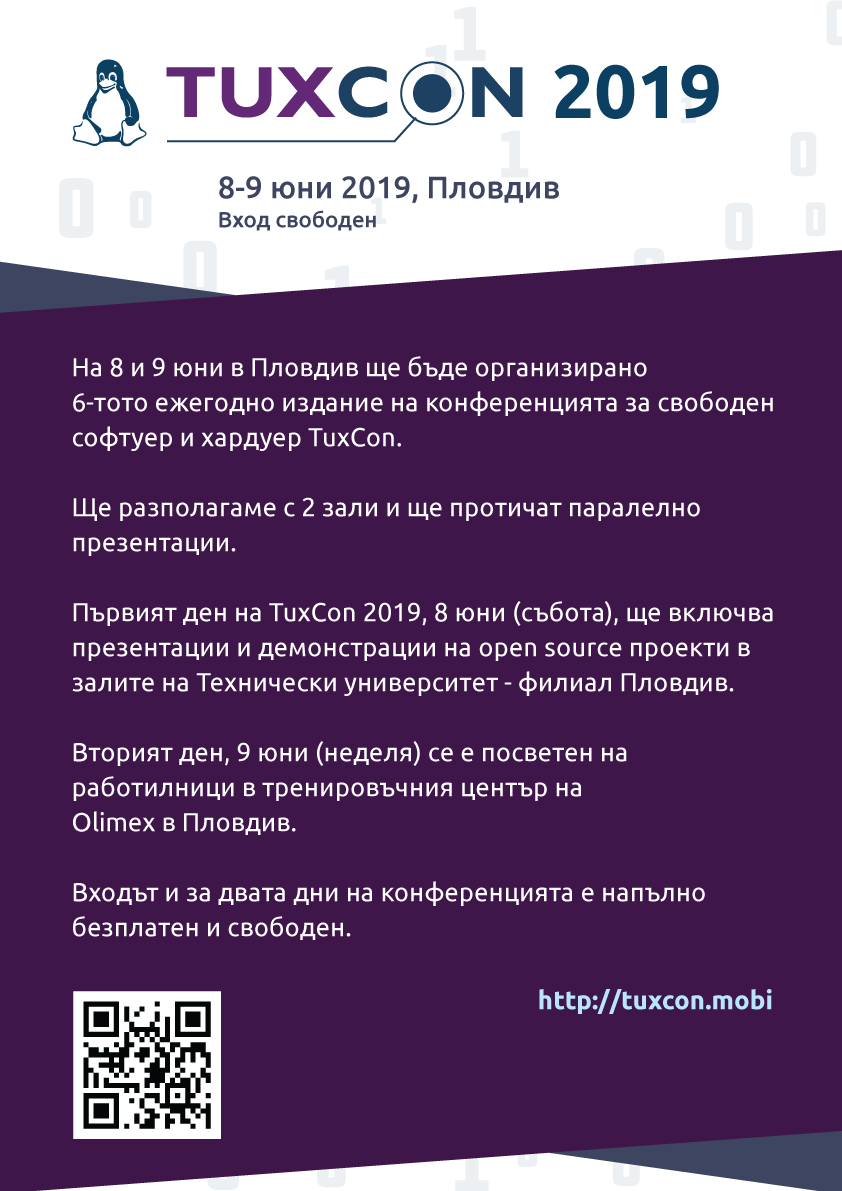 TUXCON 2019
8-9 юни 2019, Пловдив
Вход свободен
На 8 и 9 юни в Пловдив ще бъде организирано
6-тото ежегодно издание на конференцията за свободен
софтуер и хардуер TuxCon.
Ще разполагаме с 2 зали и ще протичат паралелно
презентации.
Първият ден на TuxCon 2019, 8 юни (събота), ще включва
презентации и демонстрации на open source проекти в
залите на Технически университет - филиал Пловдив.
Вторият ден, 9 юни (неделя) се е посветен на
работилници в тренировъчния център на
Olimex в Пловдив.
Входът и за двата дни на конференцията е напълно
безплатен и свободен.
http://tuxcon.mobi